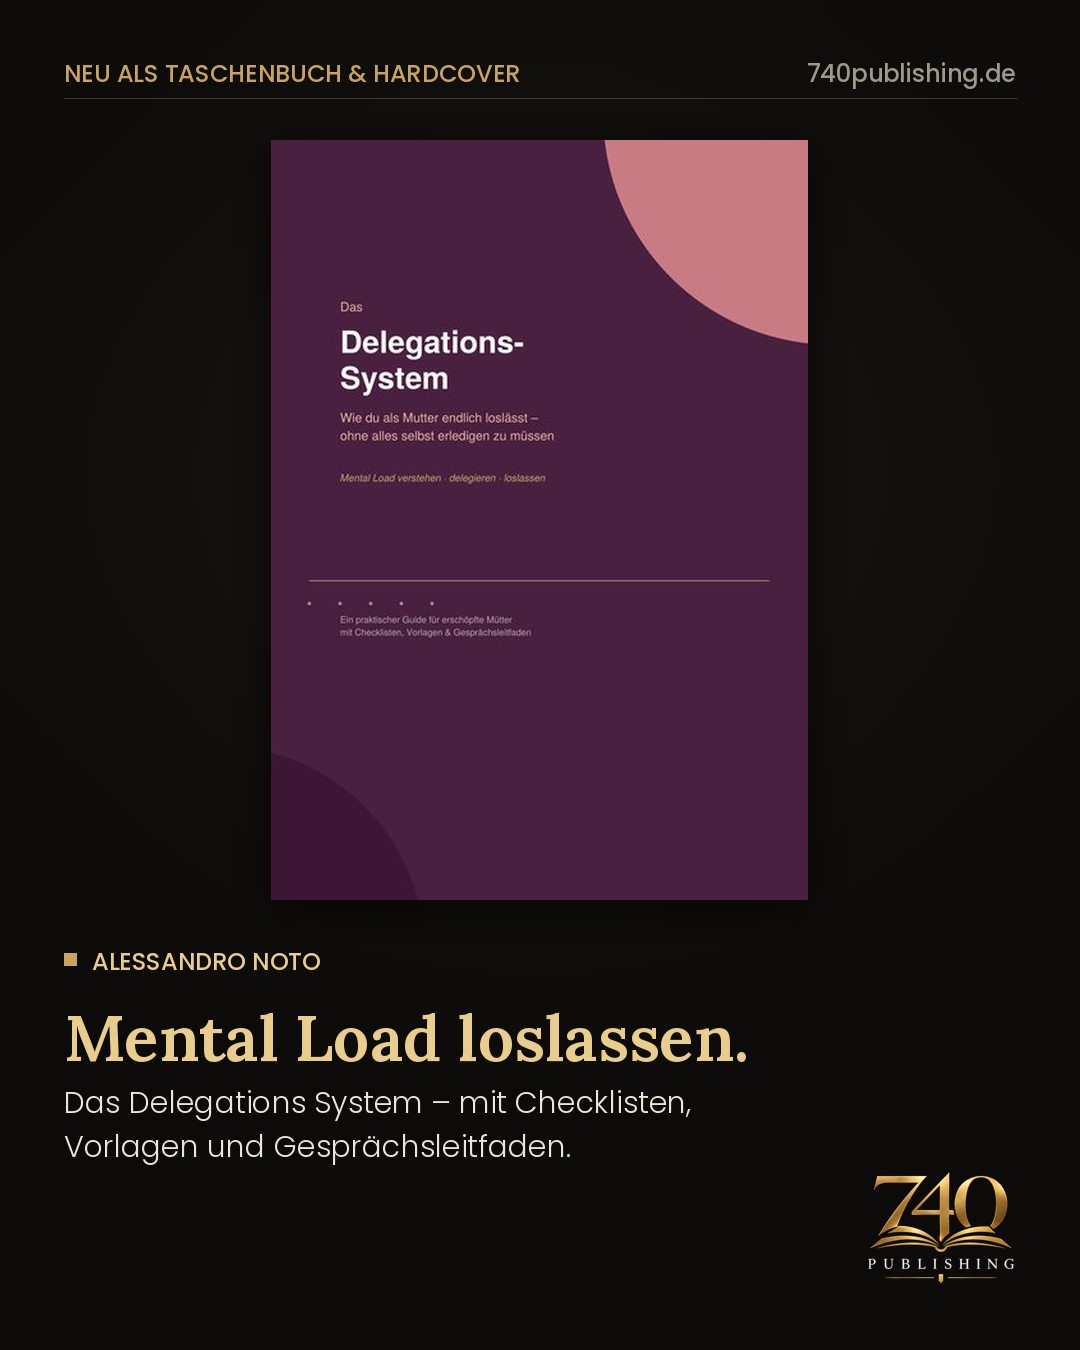 NEU ALS TASCHENBUCH & HARDCOVER
740publishing.de
Das
Delegations-
System
Wie du als Mutter endlich loslässt –
ohne alles selbst erledigen zu müssen
Mental Load verstehen · delegieren · loslassen
Ein praktischer Guide für erschöpfte Mütter
mit Checklisten, Vorlagen & Gesprächsleitfaden
ALESSANDRO NOTO
Mental Load loslassen.
Das Delegations System – mit Checklisten,
Vorlagen und Gesprächsleitfaden.
740
PUBLISHING